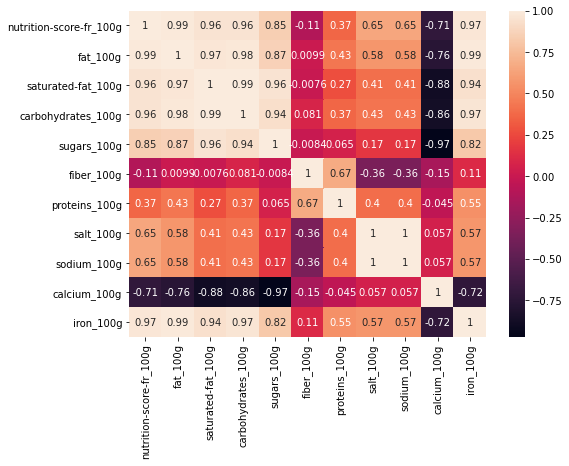 nutrition-score-fr_100g 1 0.99 0.96 0.96 0.85 -0.11 0.37 0.65 0.65 -0.71 0.97
fat_100g 0.99 1 0.97 0.98 0.87 0.0099 0.43 0.58 0.58 -0.76 0.99
saturated-fat_100g 0.96 0.97 1 0.99 0.96 -0.0076 0.27 0.41 0.41 -0.88 0.94
carbohydrates_100g 0.96 0.98 0.99 1 0.94 0.081 0.37 0.43 0.43 -0.86 0.97
sugars_100g 0.85 0.87 0.96 0.94 1 -0.0084 0.065 0.17 0.17 -0.97 0.82
fiber_100g -0.11 0.0099 -0.0076 0.081 -0.0084 1 0.67 -0.36 -0.36 -0.15 0.11
proteins_100g 0.37 0.43 0.27 0.37 0.065 0.67 1 0.4 0.4 -0.045 0.55
salt_100g 0.65 0.58 0.41 0.43 0.17 -0.36 0.4 1 1 0.057 0.57
sodium_100g 0.65 0.58 0.41 0.43 0.17 -0.36 0.4 1 1 0.057 0.57
calcium_100g -0.71 -0.76 -0.88 -0.86 -0.97 -0.15 -0.045 0.057 0.057 1 -0.72
iron_100g 0.97 0.99 0.94 0.97 0.82 0.11 0.55 0.57 0.57 -0.72 1
nutrition-score-fr_100g
fat_100g
saturated-fat_100g
carbohydrates_100g
sugars_100g
fiber_100g
proteins_100g
salt_100g
sodium_100g
calcium_100g
iron_100g
1.00
0.75
0.50
0.25
0.00
-0.25
-0.50
-0.75